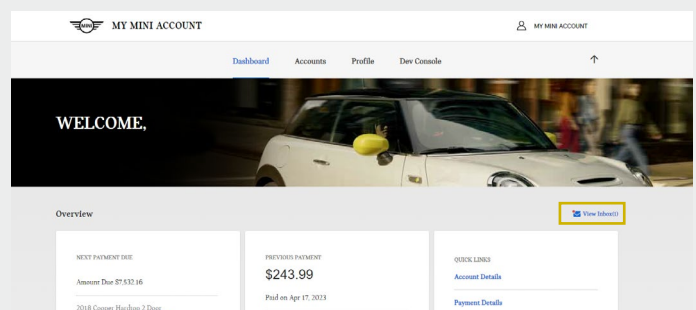 MINI
MY MINI ACCOUNT
MY MINI ACCOUNT
Dashboard Accounts Profile Dev Console
WELCOME,
Overview
View Inbox(1)
NEXT PAYMENT DUE
Amount Due $7,932.16
2018 Cooper Hardtop 2 Door
PREVIOUS PAYMENT
$243.99
Paid on Apr 17, 2023
QUICK LINKS
Account Details
Payment Details